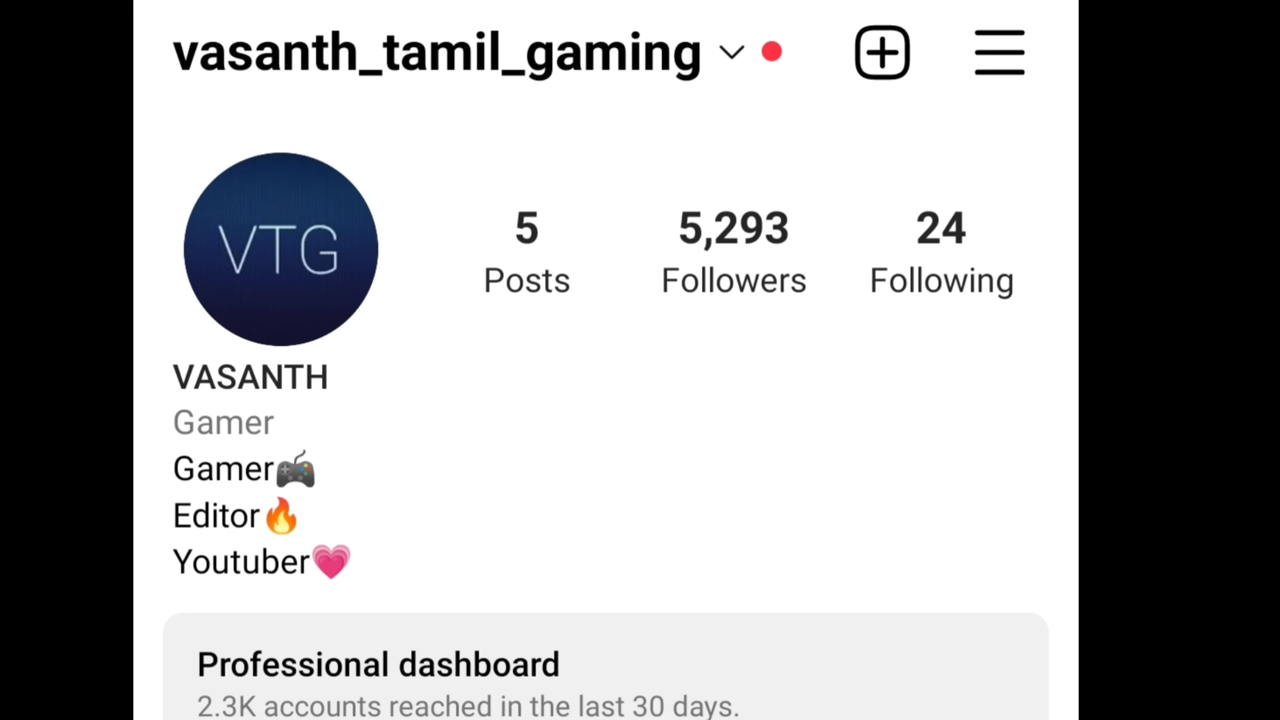 vasanth_tamil_gaming
VTG
5 5,293 24
Posts Followers Following
VASANTH
Gamer
Gamer🎮
Editor🔥
Youtuber💗
Professional dashboard
2.3K accounts reached in the last 30 days.